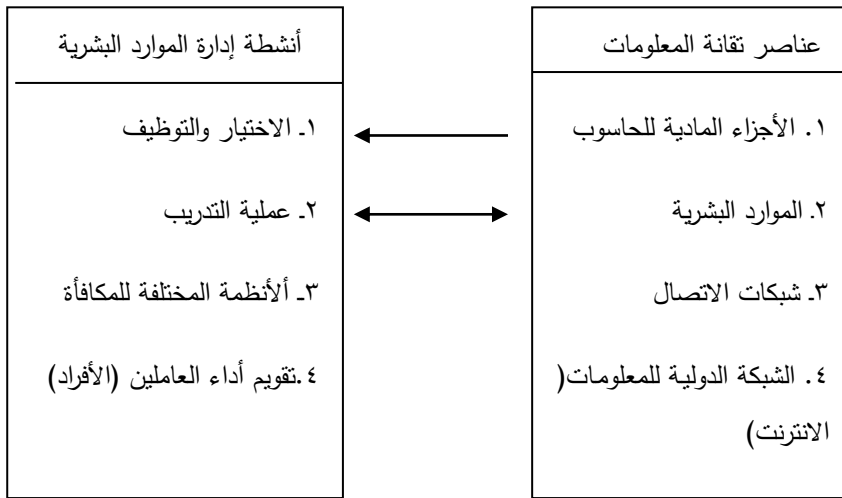 عناصر تقانة المعلومات
١. الأجزاء المادية للحاسوب
٢. الموارد البشرية
٣ـ شبكات الاتصال
٤. الشبكة الدولية للمعلومات(
الانترنت)
أنشطة إدارة الموارد البشرية
١ـ الاختيار والتوظيف
٢ـ عملية التدريب
٣ـ ألأنظمة المختلفة للمكافأة
٤.تقويم أداء العاملين (الأفراد)